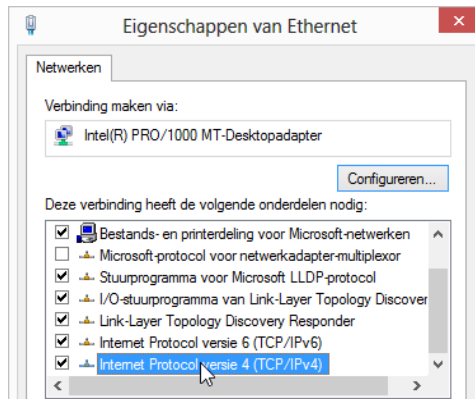 Eigenschappen van Ethernet
Netwerken
Verbinding maken via:
Intel(R) PRO/1000 MT-Desktopadapter
Configureren...
Deze verbinding heeft de volgende onderdelen nodig:
Bestands- en printerdeling voor Microsoft-netwerken
Microsoft-protocol voor netwerkadapter-multiplexor
Stuurprogramma voor Microsoft LLDP-protocol
I/O-stuurprogramma van Link-Layer Topology Discover
Link-Layer Topology Discovery Responder
Internet Protocol versie 6 (TCP/IPv6)
Internet Protocol versie 4 (TCP/IPv4)